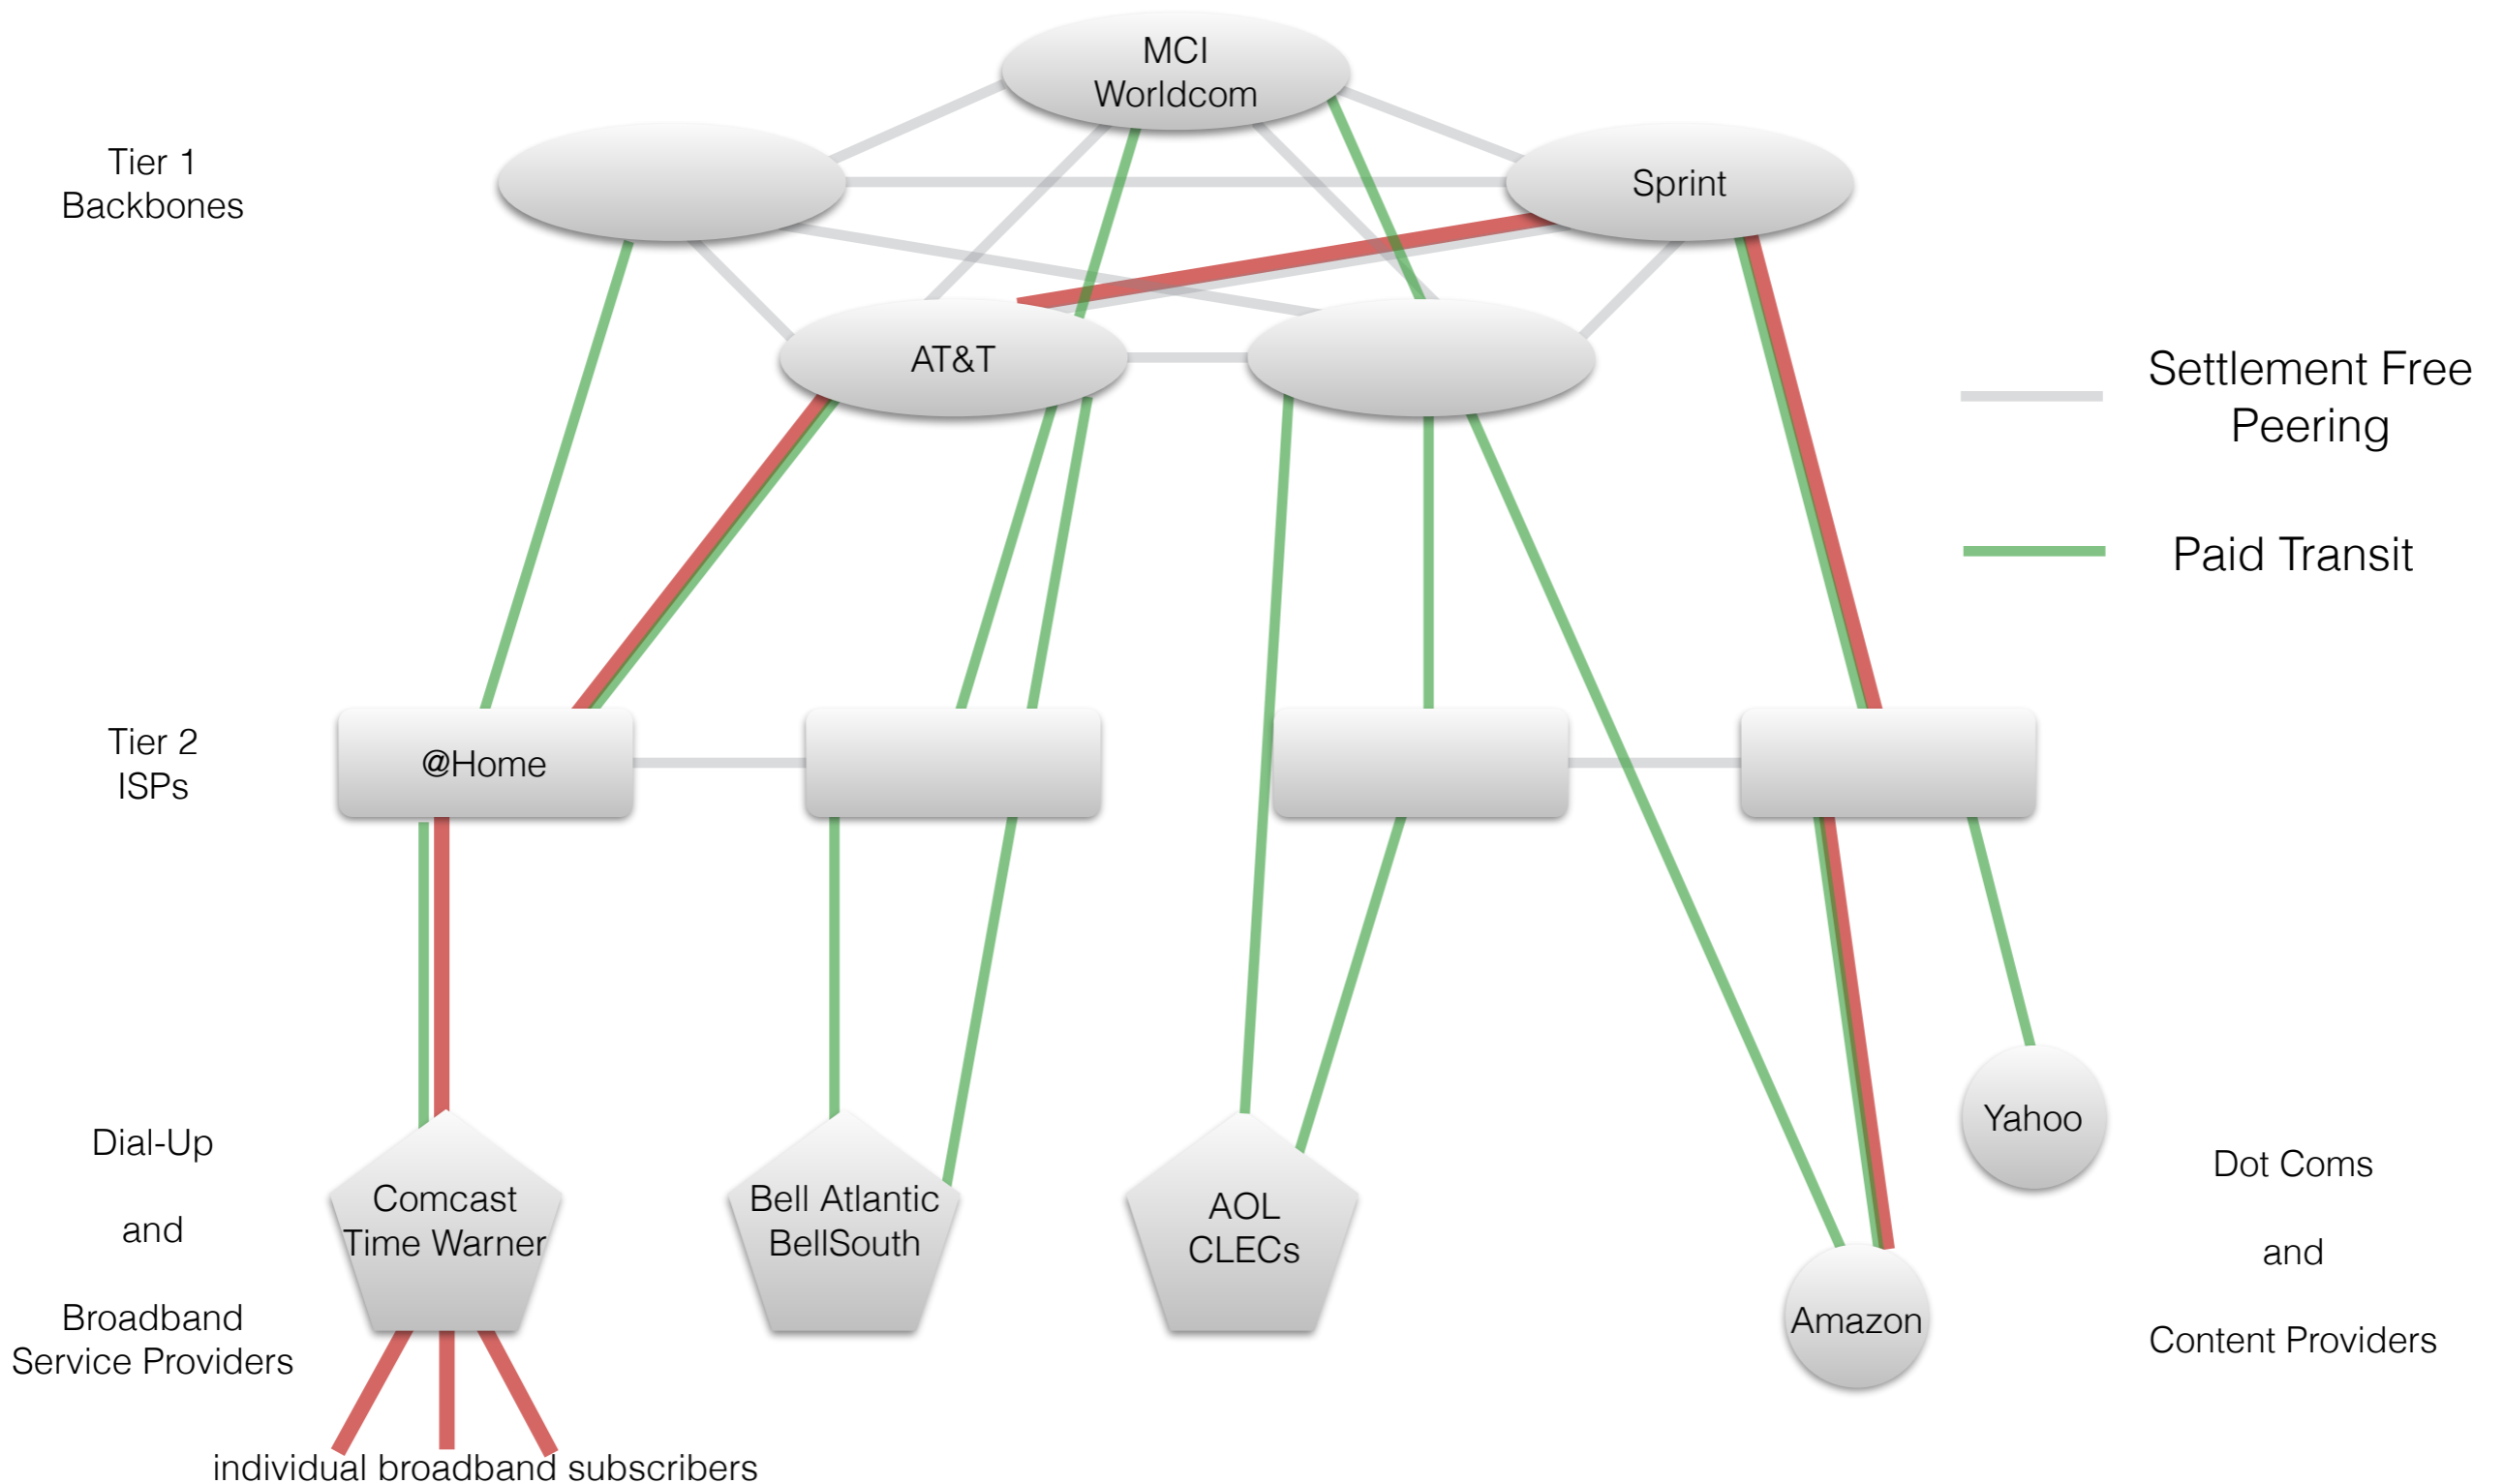 MCI
Worldcom
Tier 1
Backbones
Sprint
AT&T
Settlement Free
Peering
Paid Transit
Tier 2
ISPs
@Home
Dial-Up
and
Broadband
Service Providers
Comcast
Time Warner
Bell Atlantic
BellSouth
AOL
CLECs
Yahoo
Amazon
Dot Coms
and
Content Providers
individual broadband subscribers